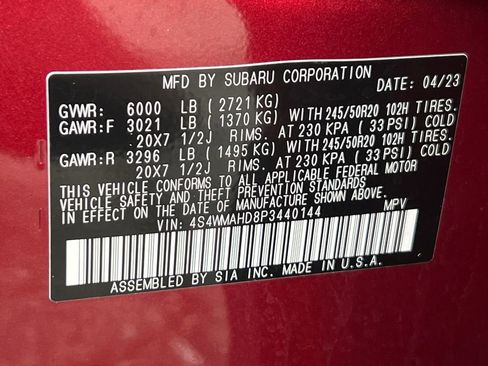 MFD BY SUBARU CORPORATION
DATE: 04/23
GVWR: 6000 LB (2721 KG)
GAWR:F 3021 LB (1370 KG) WITH 245/50R20 102H TIRES.
20X7 1/2J RIMS. AT 230 KPA (33 PSI) COLD
GAWR:R 3296 LB (1495 KG) WITH 245/50R20 102H TIRES.
20X7 1/2J RIMS. AT 230 KPA (33 PSI) COLD
THIS VEHICLE CONFORMS TO ALL APPLICABLE FEDERAL MOTOR
VEHICLE SAFETY AND THEFT PREVENTION STANDARDS IN EFFECT ON
THE DATE OF MANUFACTURE SHOWN ABOVE.
VIN: 4S4WMAHD8P3440144 MPV
ASSEMBLED BY SIA INC. MADE IN U.S.A.